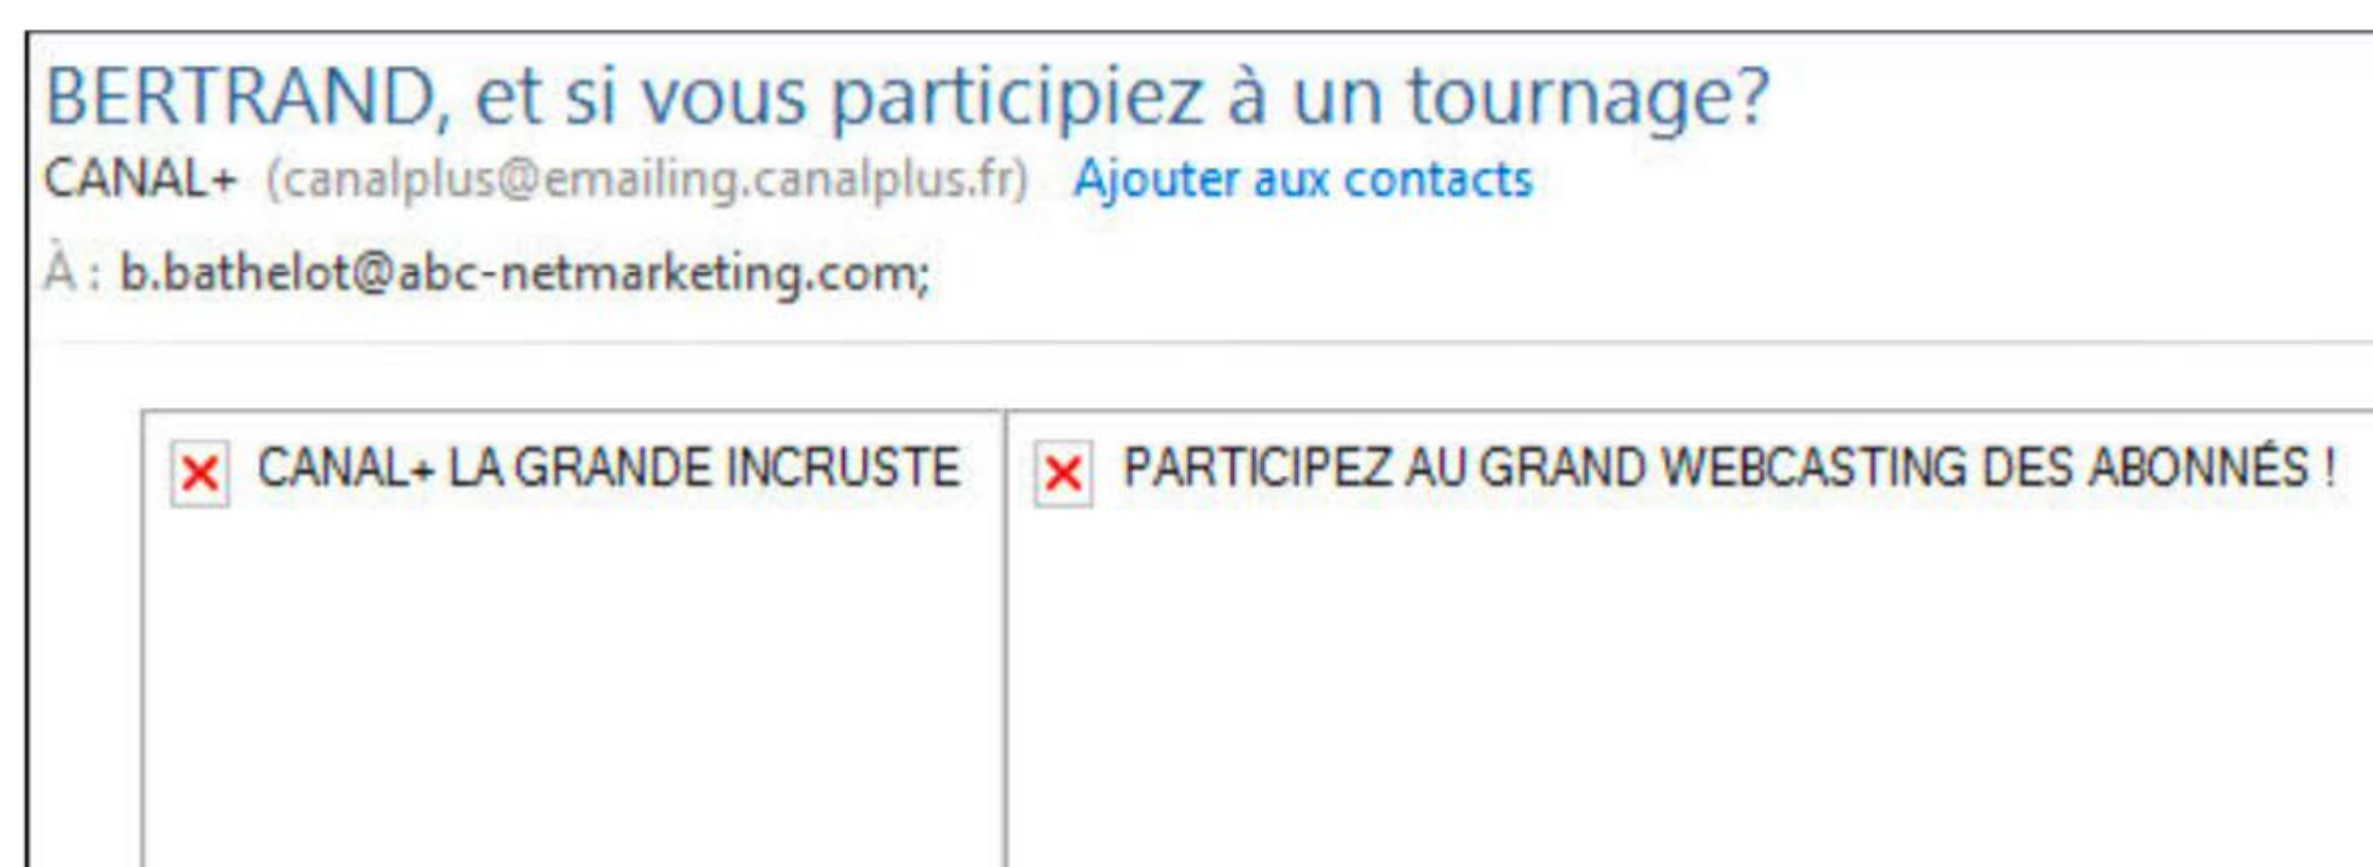 BERTRAND, et si vous participiez à un tournage?
CANAL+ (canalplus@emailing.canalplus.fr) Ajouter aux contacts
À : b.bathelot@abc-netmarketing.com;
CANAL+ LA GRANDE INCRUSTE
PARTICIPEZ AU GRAND WEBCASTING DES ABONNÉS !